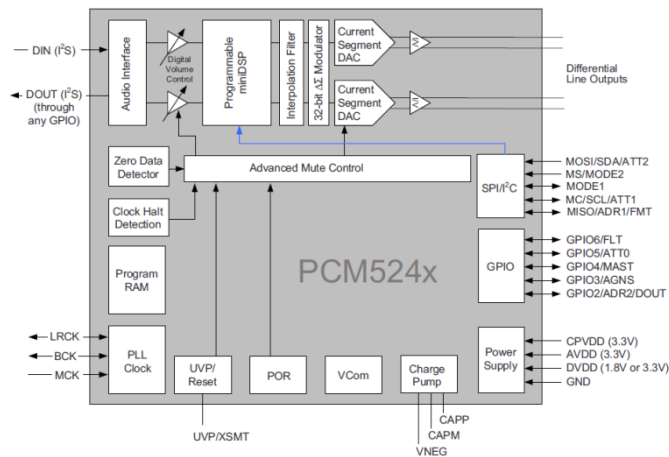 DIN (I²S)
DOUT (I²S)
(through
any GPIO)
Audio Interface
Digital
Volume
Control
Programmable
miniDSP
Interpolation Filter
32-bit ΔΣ Modulator
Current
Segment
DAC
Current
Segment
DAC
Differential
Line Outputs
Zero Data
Detector
Advanced Mute Control
Clock Halt
Detection
SPI/I²C
MOSI/SDA/ATT2
MS/MODE2
MODE1
MC/SCL/ATT1
MISO/ADR1/FMT
Program
RAM
PCM524x
GPIO
GPIO6/FLT
GPIO5/ATT0
GPIO4/MAST
GPIO3/AGNS
GPIO2/ADR2/DOUT
LRCK
BCK
MCK
PLL
Clock
UVP/
Reset
POR
VCom
Charge
Pump
Power
Supply
CPVDD (3.3V)
AVDD (3.3V)
DVDD (1.8V or 3.3V)
GND
UVP/XSMT
CAPP
CAPM
VNEG